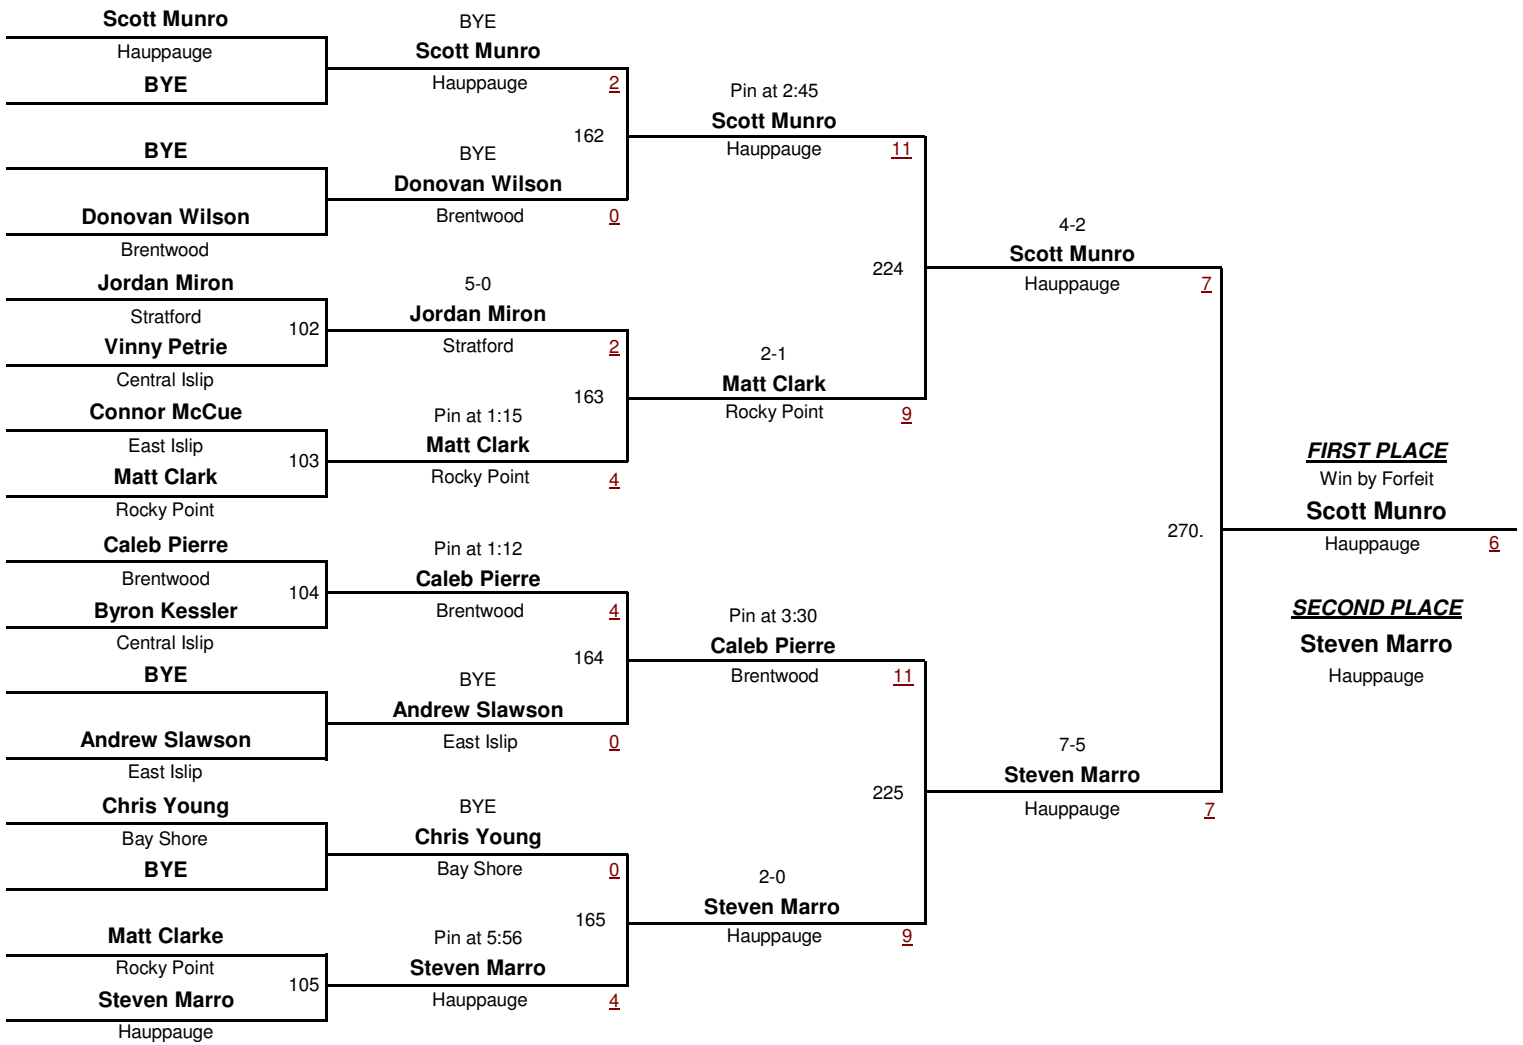 Scott Munro
Hauppauge
BYE
BYE
Donovan Wilson
Brentwood
Jordan Miron
Stratford
102
Vinny Petrie
Central Islip
Connor McCue
East Islip
103
Matt Clark
Rocky Point
Caleb Pierre
Brentwood
104
Byron Kessler
Central Islip
BYE
Andrew Slawson
East Islip
Chris Young
Bay Shore
BYE
Matt Clarke
Rocky Point
105
Steven Marro
Hauppauge
BYE
Scott Munro
Hauppauge 2
162
BYE
Donovan Wilson
Brentwood 0
5-0
Jordan Miron
Stratford 2
163
Pin at 1:15
Matt Clark
Rocky Point 4
Pin at 1:12
Caleb Pierre
Brentwood 4
164
BYE
Andrew Slawson
East Islip 0
BYE
Chris Young
Bay Shore 0
165
Pin at 5:56
Steven Marro
Hauppauge 4
Pin at 2:45
Scott Munro
Hauppauge 11
224
2-1
Matt Clark
Rocky Point 9
Pin at 3:30
Caleb Pierre
Brentwood 11
225
2-0
Steven Marro
Hauppauge 9
4-2
Scott Munro
Hauppauge 7
270.
7-5
Steven Marro
Hauppauge 7
FIRST PLACE
Win by Forfeit
Scott Munro
Hauppauge 6
SECOND PLACE
Steven Marro
Hauppauge